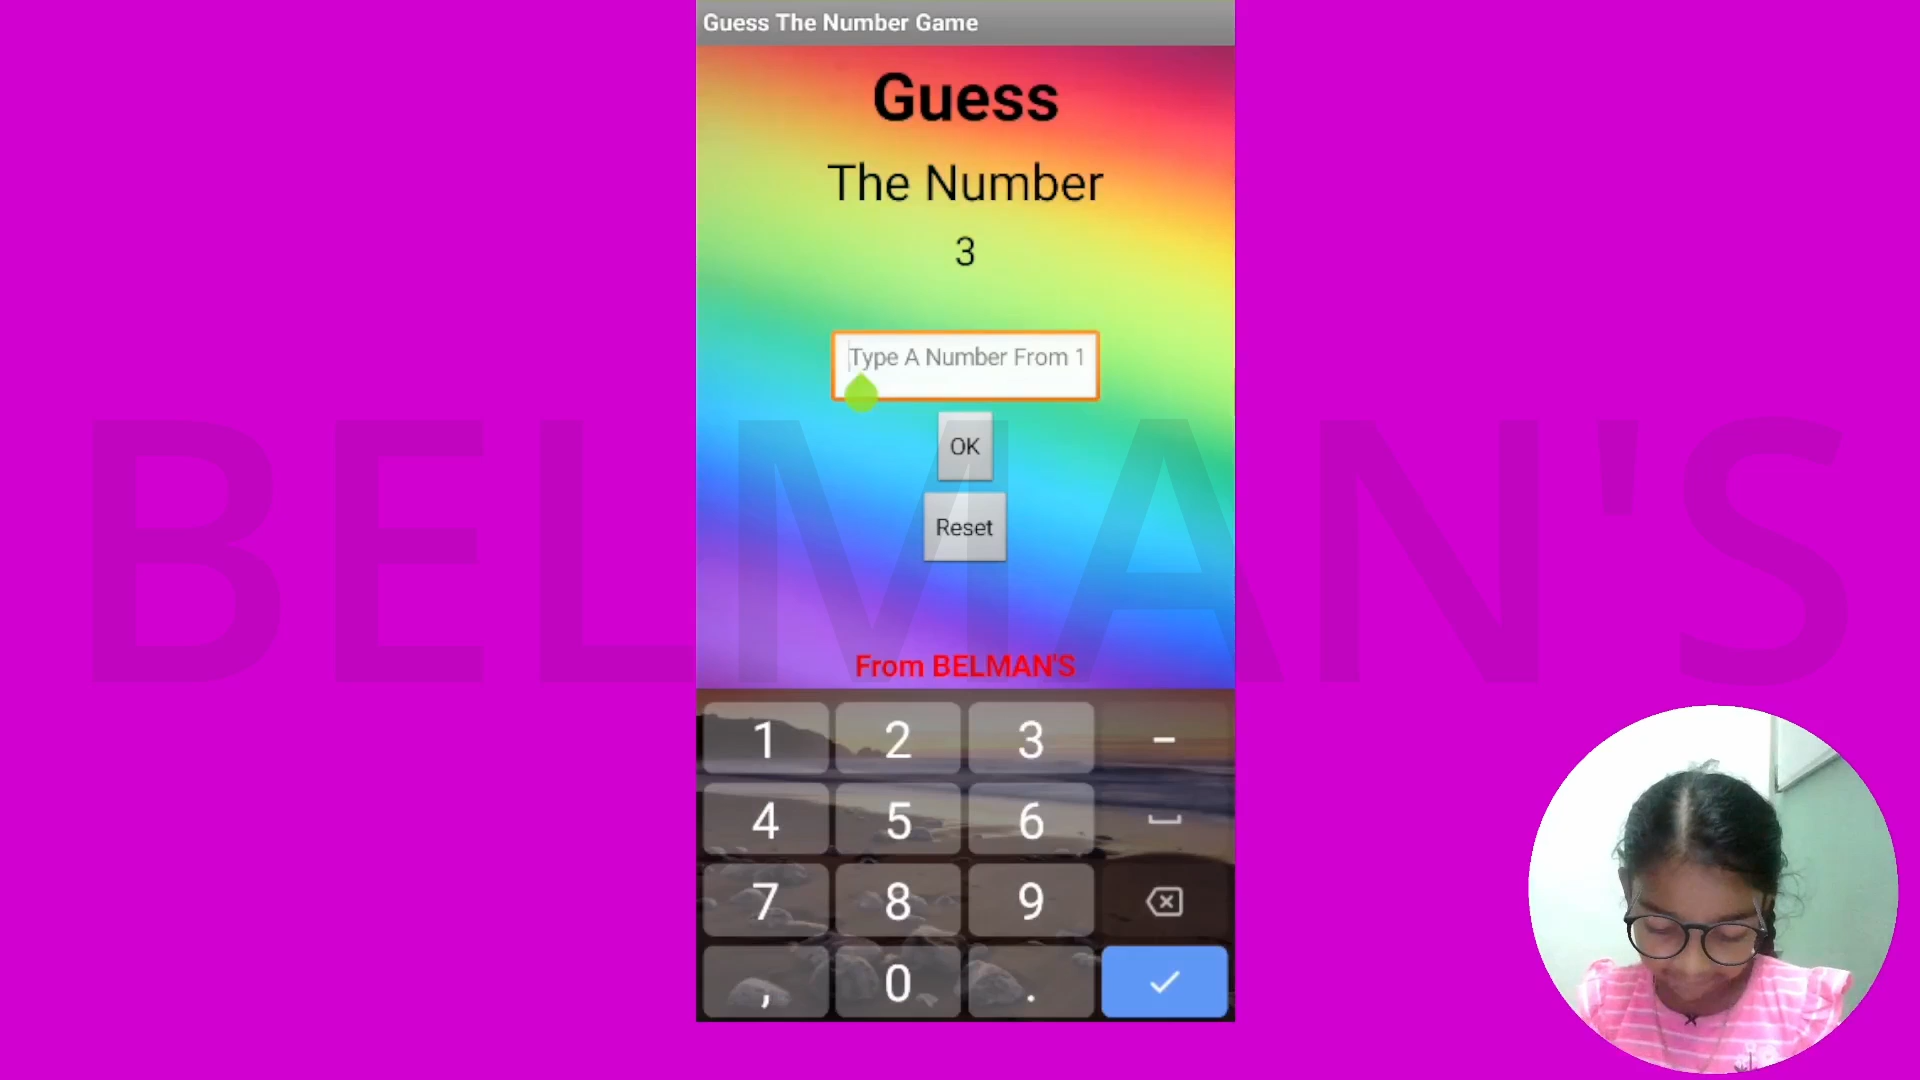 Guess The Number Game
Guess
The Number
3
Type A Number From 1
OK
Reset
BELMAN'S
From BELMAN'S
1 2 3 -
4 5 6
7 8 9
, 0 .